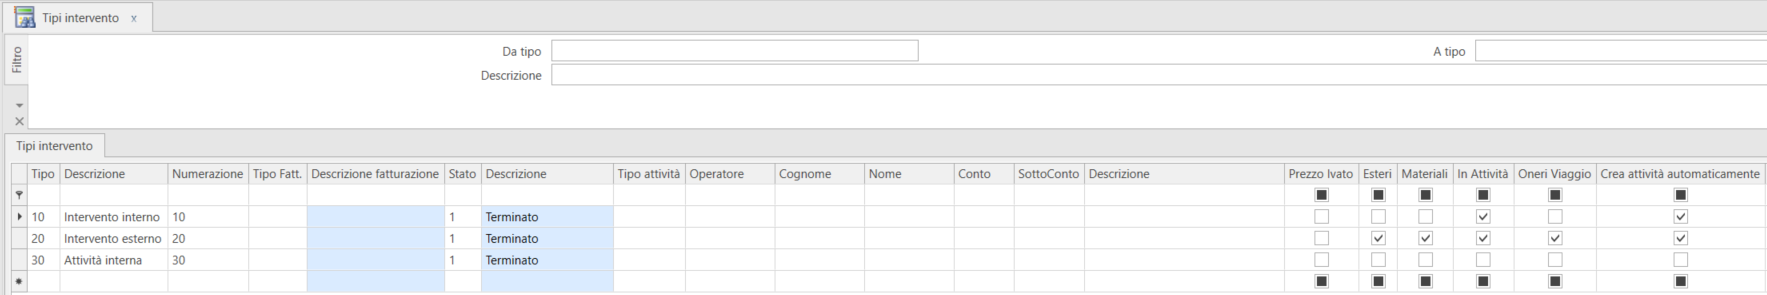 Tipi intervento x
Filtro
Da tipo
A tipo
Descrizione
Tipi intervento
Tipo Descrizione Numerazione Tipo Fatt. Descrizione fatturazione Stato Descrizione Tipo attività Operatore Cognome Nome Conto SottoConto Descrizione Prezzo Ivato Esteri Materiali In Attività Oneri Viaggio Crea attività automaticamente
10 Intervento interno 10 1 Terminato
20 Intervento esterno 20 1 Terminato
30 Attività interna 30 1 Terminato